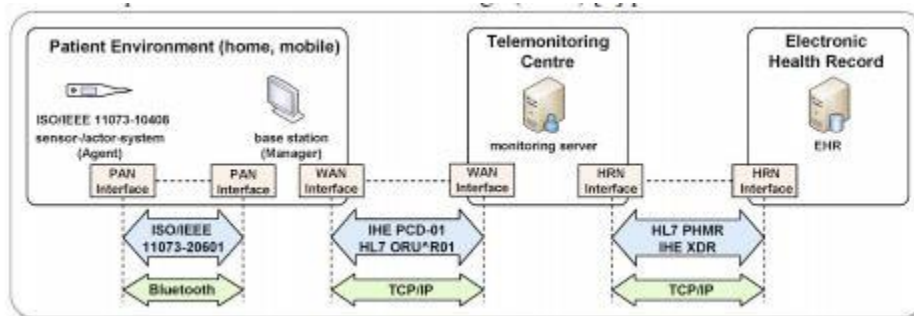 Patient Environment (home, mobile)
ISO/IEEE 11073-10408
sensor-/actor-system
(Agent)
base station
(Manager)
Telemonitoring
Centre
monitoring server
Electronic
Health Record
EHR
PAN
Interface
PAN
Interface
WAN
Interface
WAN
Interface
HRN
Interface
HRN
Interface
ISO/IEEE
11073-20601
IHE PCD-01
HL7 ORU^R01
HL7 PHMR
IHE XDR
Bluetooth
TCP/IP
TCP/IP